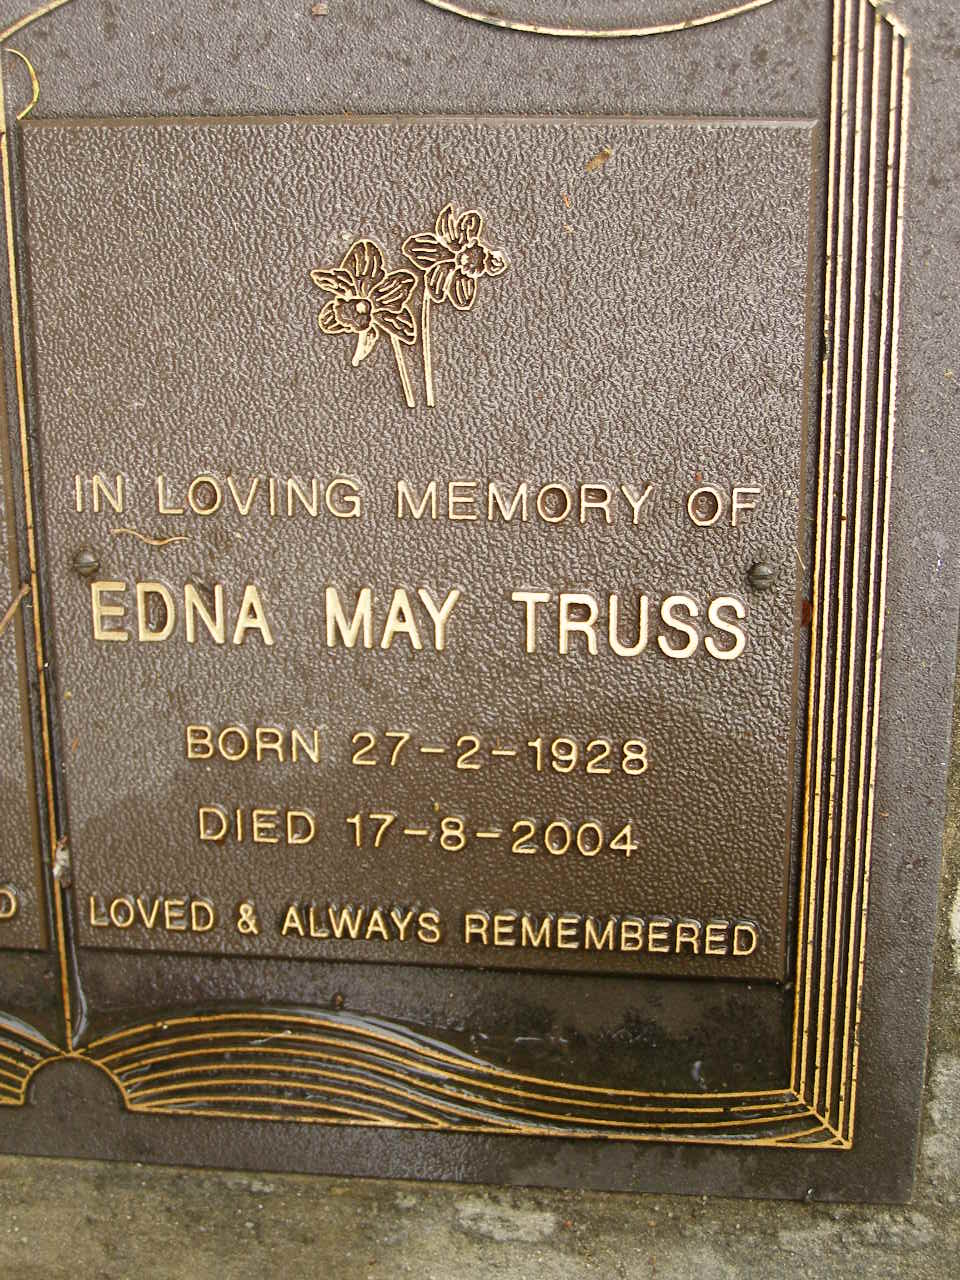 IN LOVING MEMORY OF
EDNA MAY TRUSS
BORN 27-2-1928
DIED 17-8-2004
LOVED & ALWAYS REMEMBERED